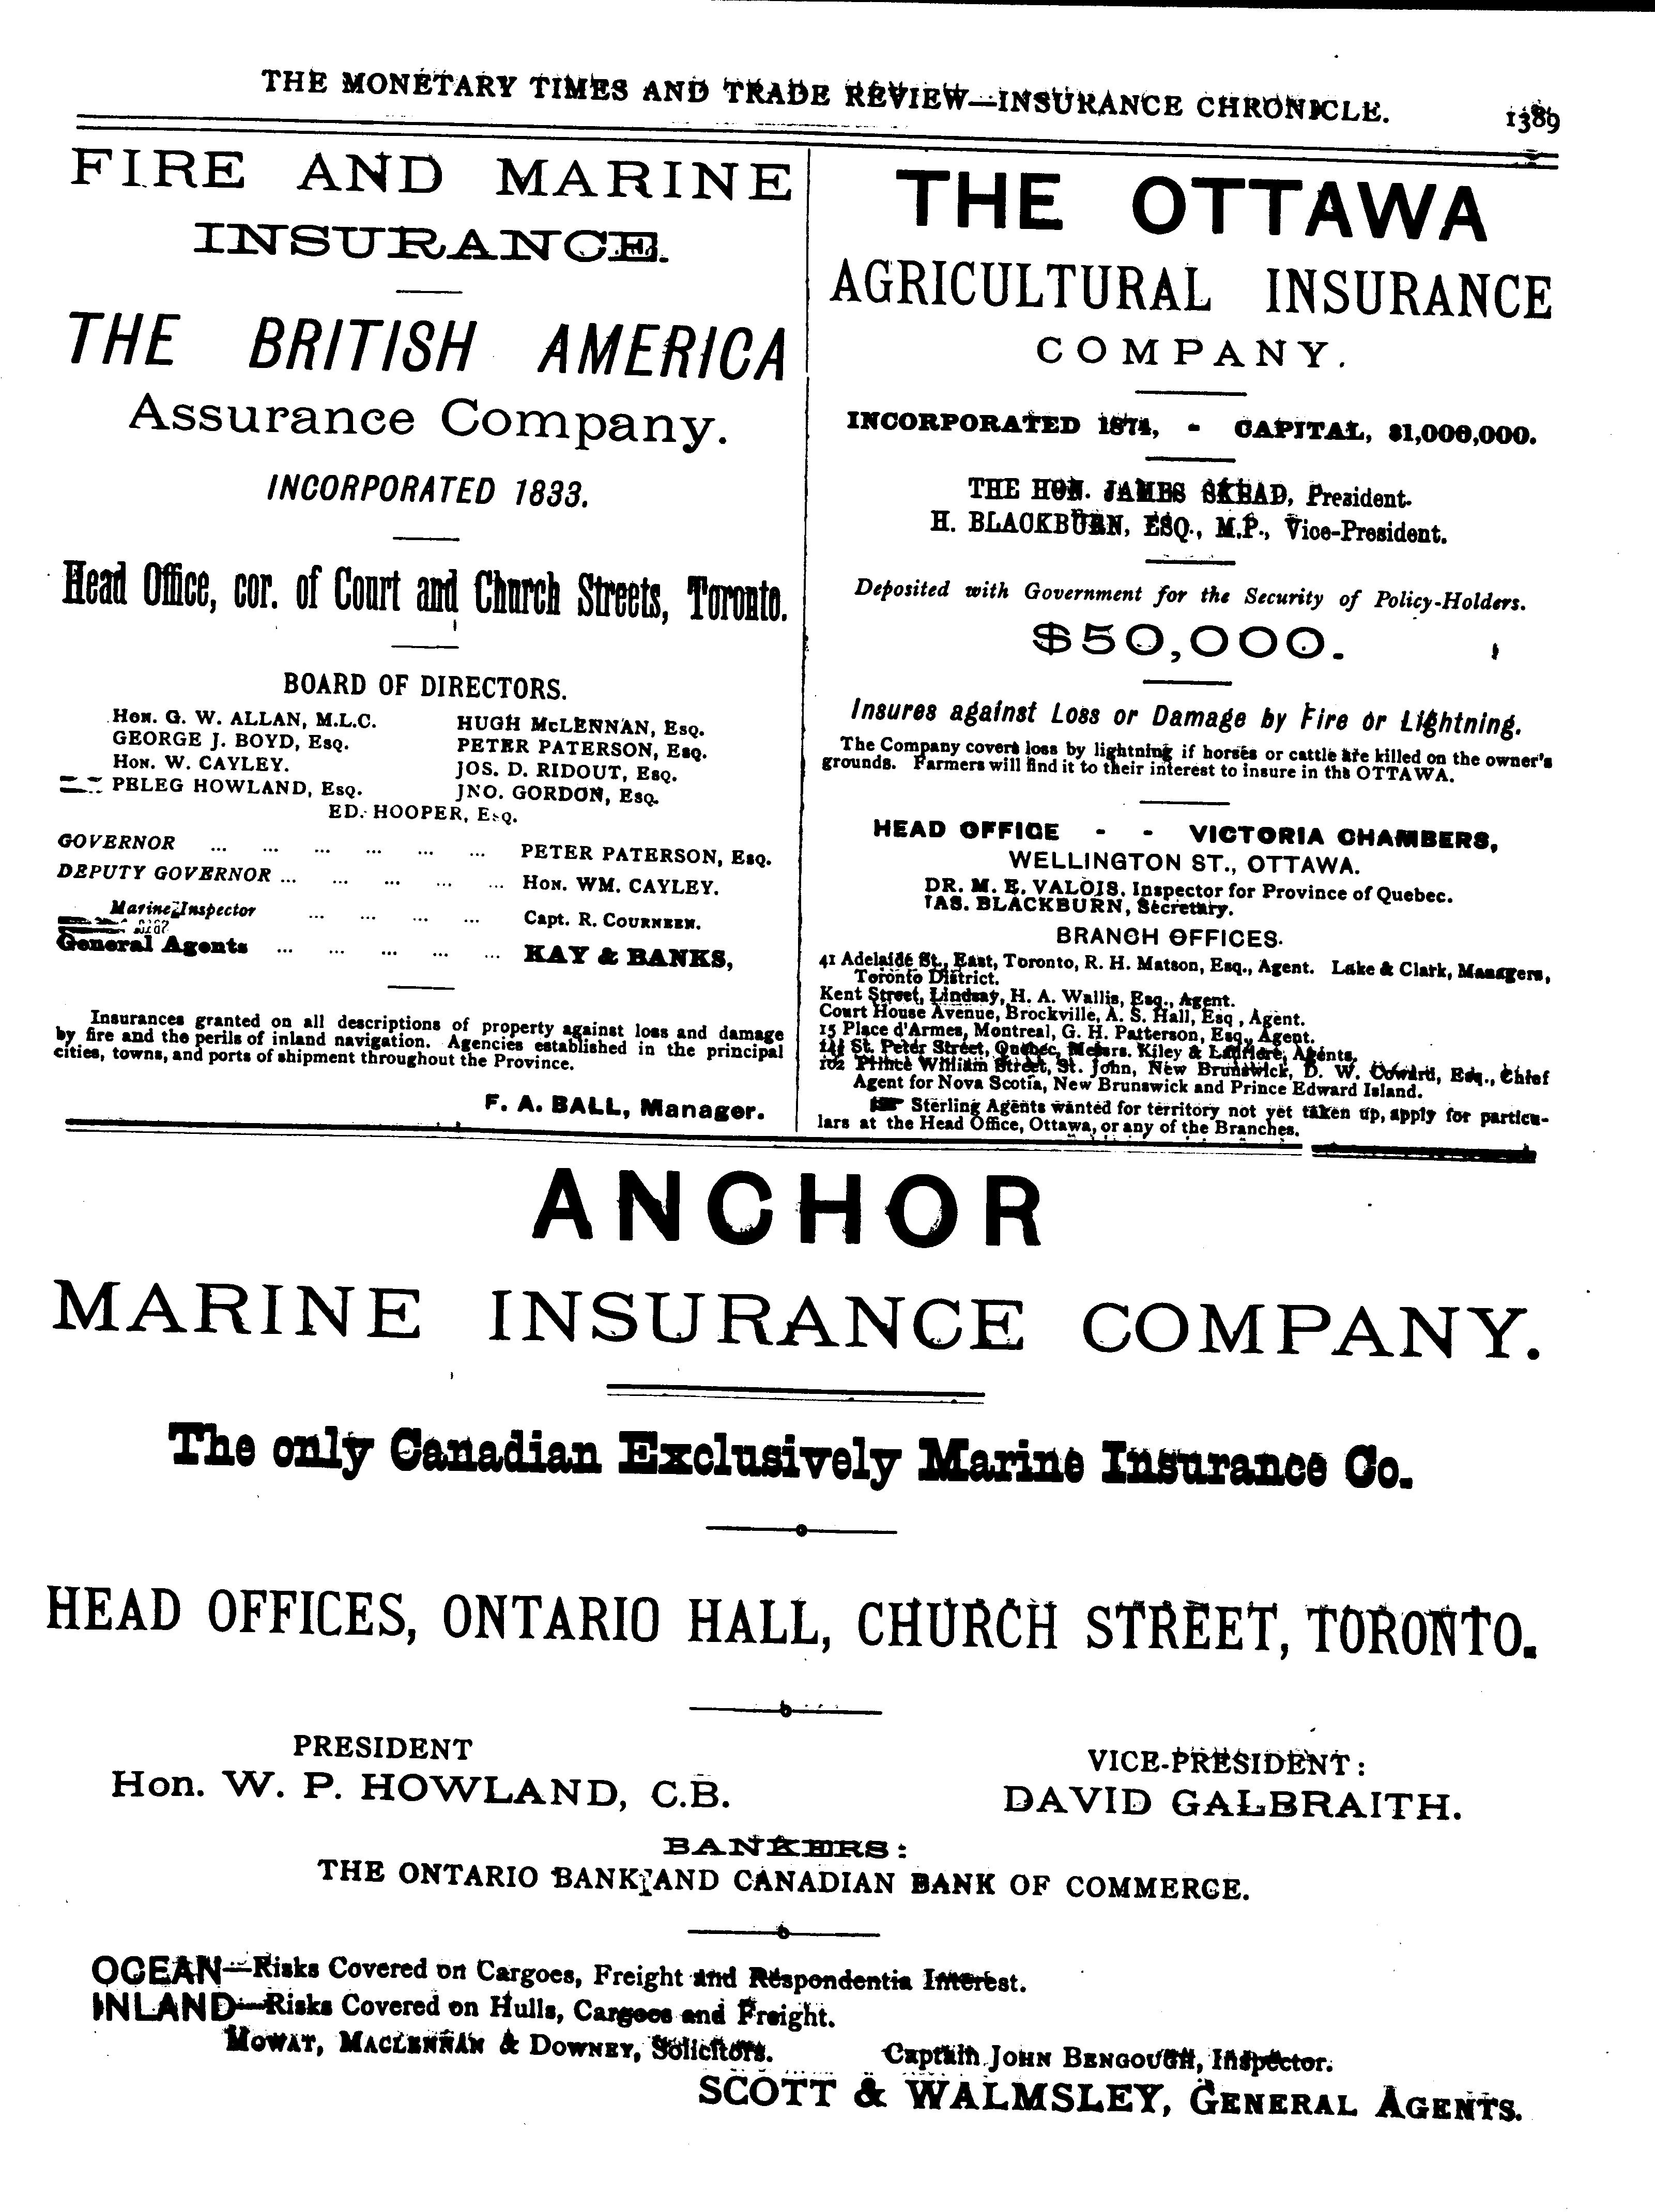 THE MONETARY TIMES AND TRADE REVIEW—INSURANCE CHRONICLE. 1389
FIRE AND MARINE
INSURANCE.
THE BRITISH AMERICA
Assurance Company.
INCORPORATED 1833.
Head Office, cor. of Court and Church Streets, Toronto.
BOARD OF DIRECTORS.
HON. G. W. ALLAN, M.L.C. HUGH McLENNAN, ESQ.
GEORGE J. BOYD, ESQ. PETER PATERSON, ESQ.
HON. W. CAYLEY. JOS. D. RIDOUT, ESQ.
PELEG HOWLAND, ESQ. JNO. GORDON, ESQ.
ED. HOOPER, ESQ.
GOVERNOR ... ... ... ... ... ... PETER PATERSON, ESQ.
DEPUTY GOVERNOR ... ... ... ... ... HON. WM. CAYLEY.
Marine Inspector ... ... ... ... Capt. R. COURNEEN.
General Agents ... ... ... ... ... KAY & BANKS,
Insurances granted on all descriptions of property against loss and damage
by fire and the perils of inland navigation. Agencies established in the principal
cities, towns, and ports of shipment throughout the Province.
F. A. BALL, Manager.
THE OTTAWA
AGRICULTURAL INSURANCE
COMPANY.
INCORPORATED 1874, - CAPITAL, $1,000,000.
THE HON. JAMES SKEAD, President.
H. BLACKBURN, ESQ., M.P., Vice-President.
Deposited with Government for the Security of Policy-Holders.
$50,000.
Insures against Loss or Damage by Fire or Lightning.
The Company covers loss by lightning if horses or cattle are killed on the owner's
grounds. Farmers will find it to their interest to insure in the OTTAWA.
HEAD OFFICE - - VICTORIA CHAMBERS,
WELLINGTON ST., OTTAWA.
DR. M. E. VALOIS, Inspector for Province of Quebec.
JAS. BLACKBURN, Secretary.
BRANCH OFFICES.
41 Adelaide St., East, Toronto, R. H. Matson, Esq., Agent. Lake & Clark, Managers,
Toronto District.
Kent Street, Lindsay, H. A. Wallis, Esq., Agent.
Court House Avenue, Brockville, A. S. Hall, Esq, Agent.
15 Place d'Armes, Montreal, G. H. Patterson, Esq., Agent.
St. Peter Street, Quebec, Messrs. Kiley & Agents,
102 Prince William Street, St. John, New Brunswick, D. W. Esq., Chief
Agent for Nova Scotia, New Brunswick and Prince Edward Island.
☞ Sterling Agents wanted for territory not yet taken up, apply for particu-
lars at the Head Office, Ottawa, or any of the Branches.
ANCHOR
MARINE INSURANCE COMPANY.
The only Canadian Exclusively Marine Insurance Co.
HEAD OFFICES, ONTARIO HALL, CHURCH STREET, TORONTO.
PRESIDENT
Hon. W. P. HOWLAND, C.B.
VICE-PRESIDENT:
DAVID GALBRAITH.
BANKERS:
THE ONTARIO BANK AND CANADIAN BANK OF COMMERCE.
OCEAN—Risks Covered on Cargoes, Freight and Respondentia Interest.
INLAND—Risks Covered on Hulls, Cargoes and Freight.
MOWAT, MACLENNAN & DOWNEY, Solicitors. Captain JOHN BENGOUGH, Inspector.
SCOTT & WALMSLEY, GENERAL AGENTS.